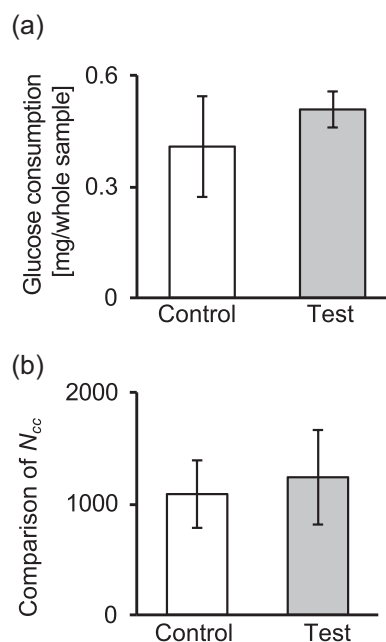 (a)
Glucose consumption
[mg/whole sample]
0.6
0.3
0
Control Test
(b)
Comparison of Ncc
2000
1000
0
Control Test